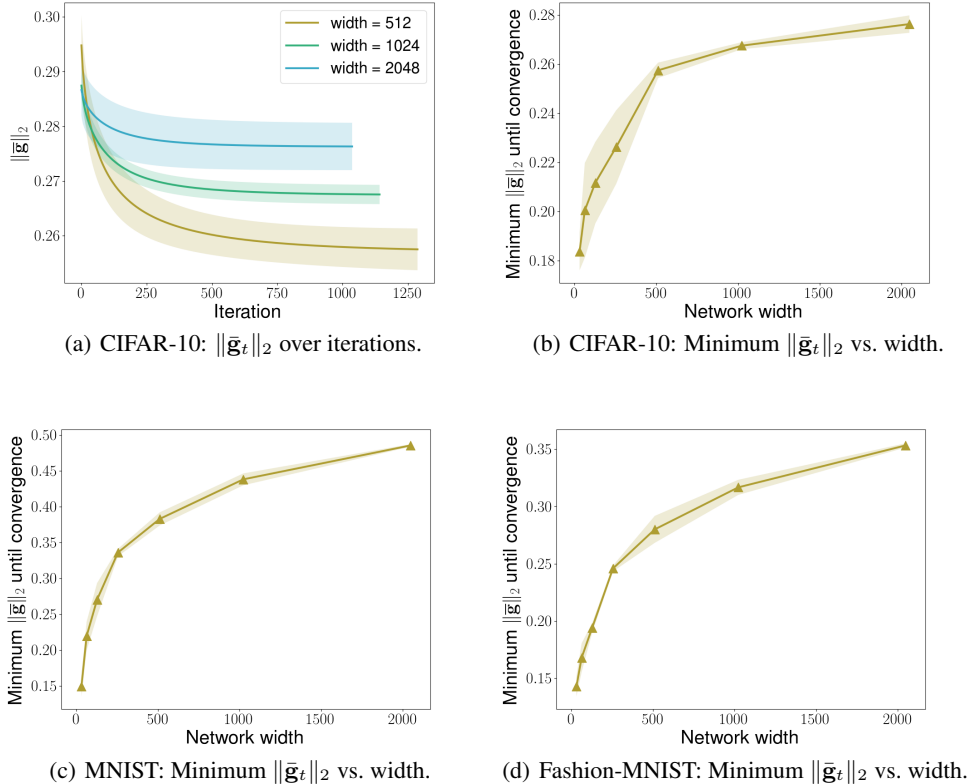 0.30
0.29
0.28
0.27
0.26
‖ḡ‖₂
width = 512
width = 1024
width = 2048
0 250 500 750 1000 1250
Iteration
(a) CIFAR-10: ‖ḡₜ‖₂ over iterations.
0.28
0.26
0.24
0.22
0.20
0.18
Minimum ‖ḡ‖₂ until convergence
0 500 1000 1500 2000
Network width
(b) CIFAR-10: Minimum ‖ḡₜ‖₂ vs. width.
0.50
0.45
0.40
0.35
0.30
0.25
0.20
0.15
Minimum ‖ḡ‖₂ until convergence
0 500 1000 1500 2000
Network width
(c) MNIST: Minimum ‖ḡₜ‖₂ vs. width.
0.35
0.30
0.25
0.20
0.15
Minimum ‖ḡ‖₂ until convergence
0 500 1000 1500 2000
Network width
(d) Fashion-MNIST: Minimum ‖ḡₜ‖₂ vs. width.